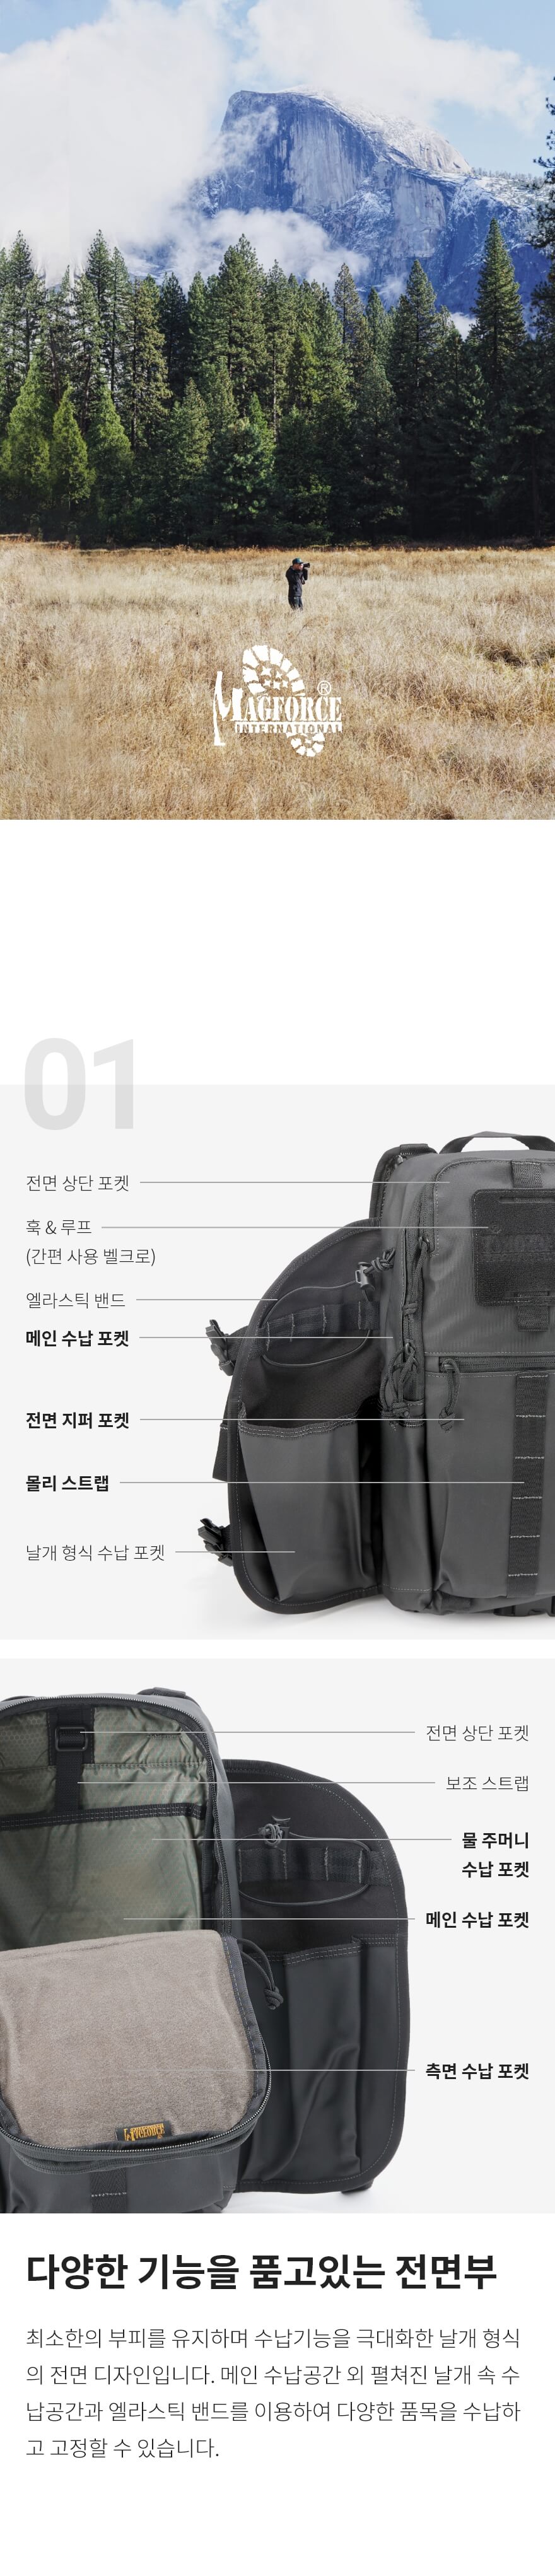 MAGFORCE®
INTERNATIONAL
01
전면 상단 포켓
훅 & 루프
(간편 사용 벨크로)
엘라스틱 밴드
메인 수납 포켓
전면 지퍼 포켓
몰리 스트랩
날개 형식 수납 포켓
전면 상단 포켓
보조 스트랩
물 주머니
수납 포켓
메인 수납 포켓
측면 수납 포켓
MAGFORCE
다양한 기능을 품고있는 전면부
최소한의 부피를 유지하며 수납기능을 극대화한 날개 형식
의 전면 디자인입니다. 메인 수납공간 외 펼쳐진 날개 속 수
납공간과 엘라스틱 밴드를 이용하여 다양한 품목을 수납하
고 고정할 수 있습니다.